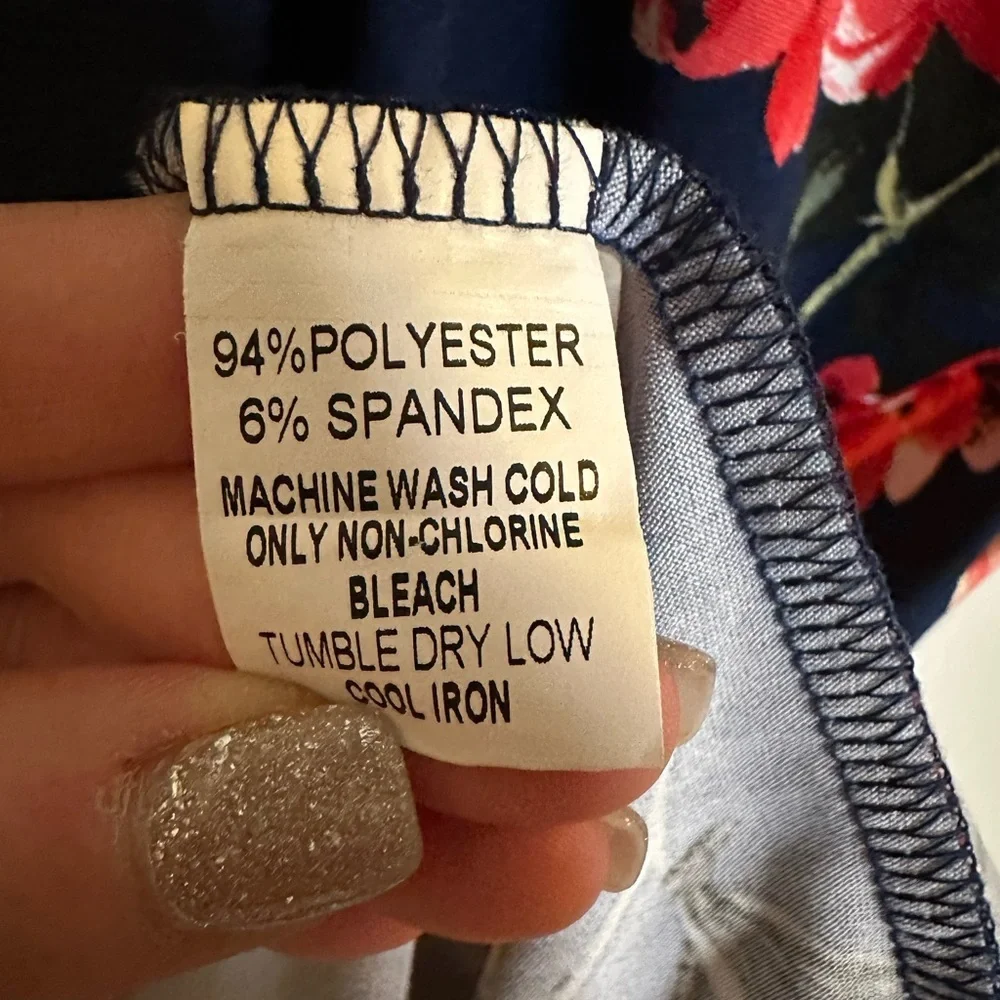 94%POLYESTER
6% SPANDEX
MACHINE WASH COLD
ONLY NON-CHLORINE
BLEACH
TUMBLE DRY LOW
COOL IRON